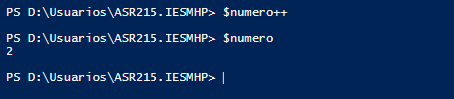 PS D:\Usuarios\ASR215.IESMHP> $numero++
PS D:\Usuarios\ASR215.IESMHP> $numero
2
PS D:\Usuarios\ASR215.IESMHP>